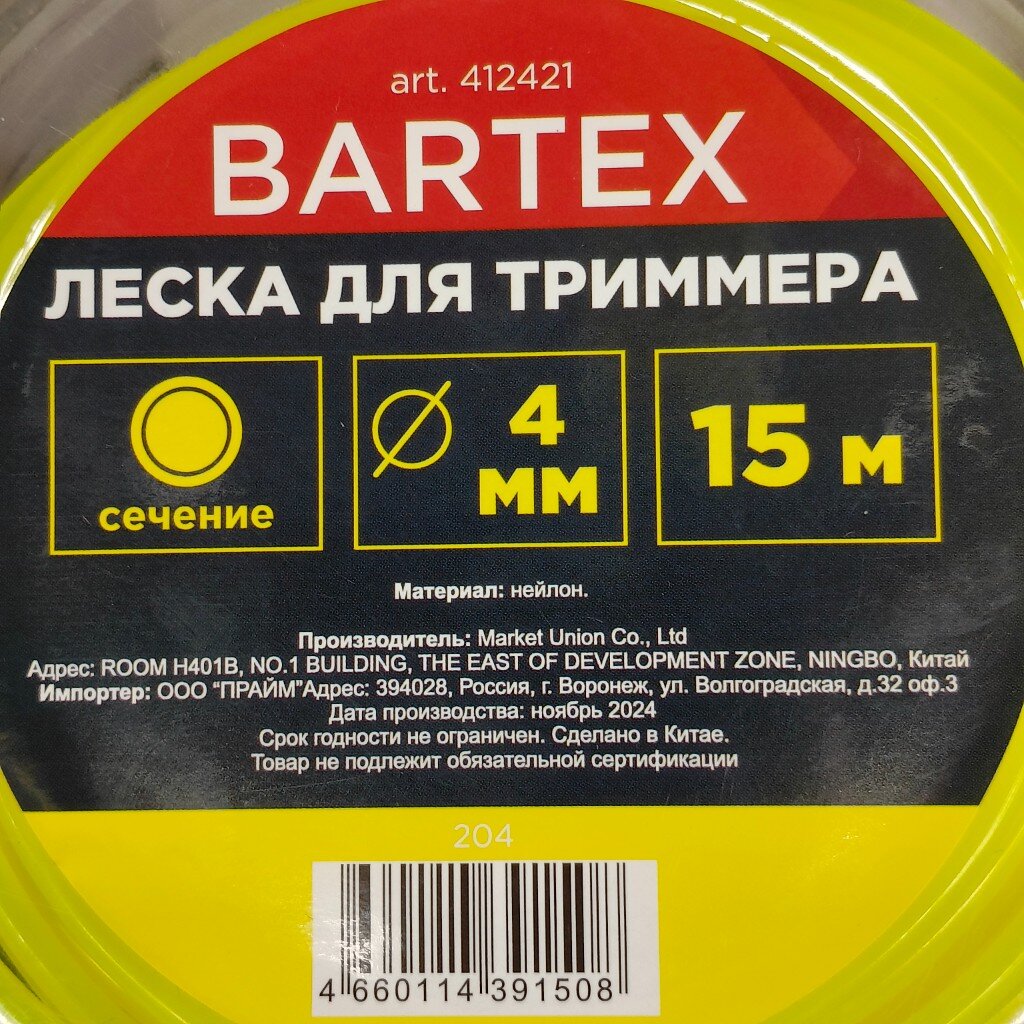 art. 412421
BARTEX
ЛЕСКА ДЛЯ ТРИММЕРА
сечение
4
мм
15 м
Материал: нейлон.
Производитель: Market Union Co., Ltd
Адрес: ROOM H401B, NO.1 BUILDING, THE EAST OF DEVELOPMENT ZONE, NINGBO, Китай
Импортер: ООО "ПРАЙМ"Адрес: 394028, Россия, г. Воронеж, ул. Волгоградская, д.32 оф.3
Дата производства: ноябрь 2024
Срок годности не ограничен. Сделано в Китае.
Товар не подлежит обязательной сертификации
204
4 660114 391508